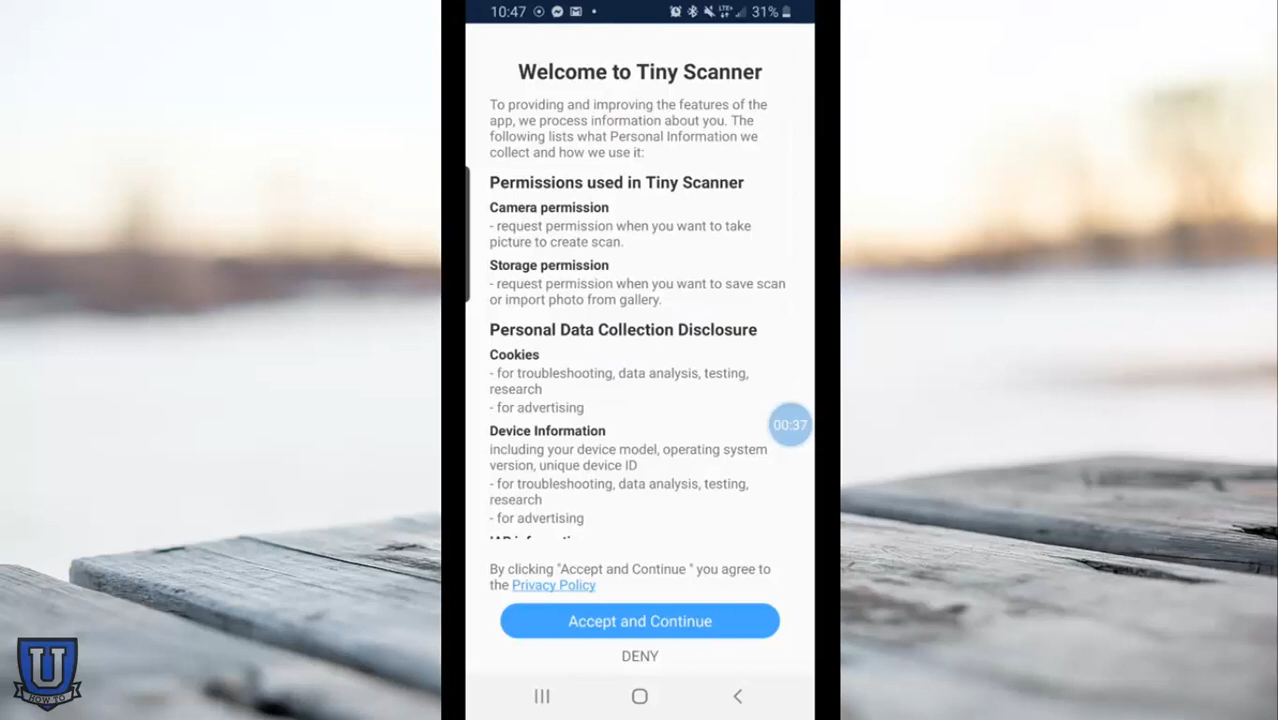 10:47
LTE+
31%
Welcome to Tiny Scanner
To providing and improving the features of the
app, we process information about you. The
following lists what Personal Information we
collect and how we use it:
Permissions used in Tiny Scanner
Camera permission
- request permission when you want to take
picture to create scan.
Storage permission
- request permission when you want to save scan
or import photo from gallery.
Personal Data Collection Disclosure
Cookies
- for troubleshooting, data analysis, testing,
research
- for advertising
00:37
Device Information
including your device model, operating system
version, unique device ID
- for troubleshooting, data analysis, testing,
research
- for advertising
By clicking "Accept and Continue " you agree to
the Privacy Policy
Accept and Continue
DENY
U
HOW TO